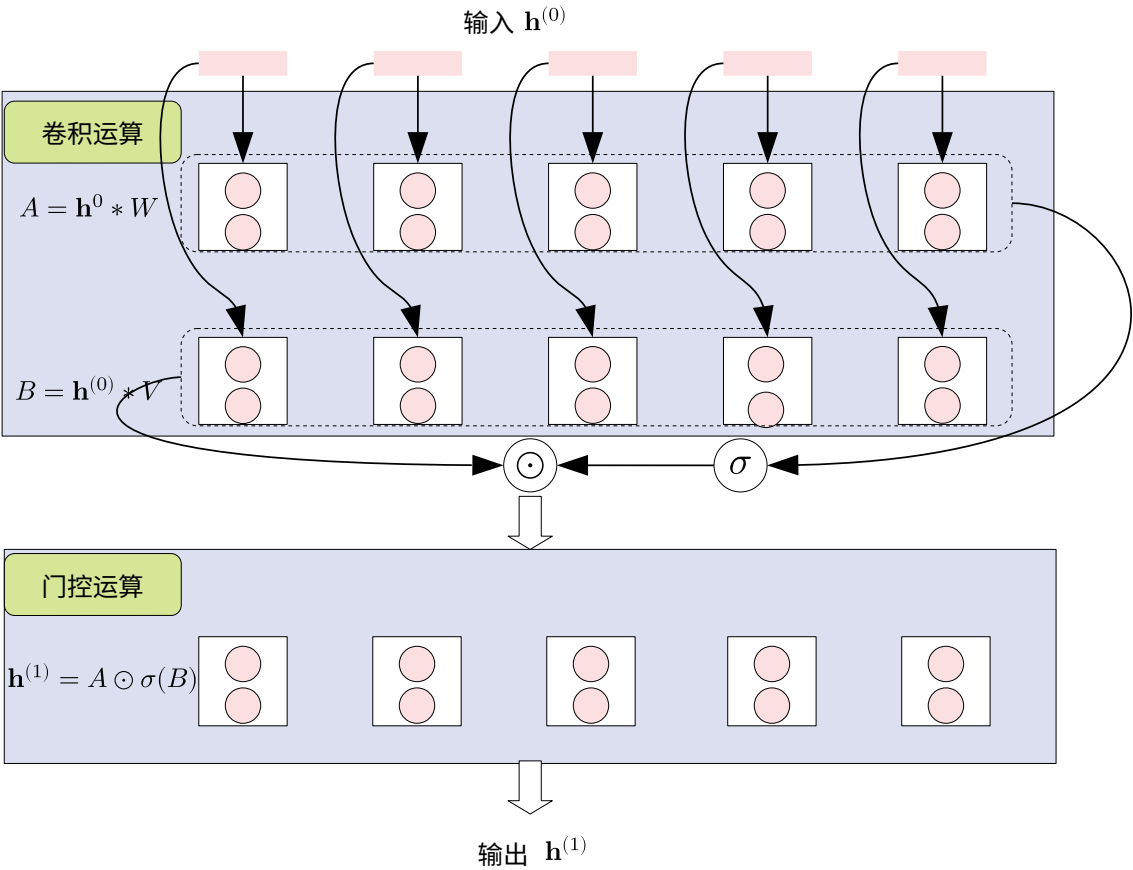 输入 h^{(0)}
卷积运算
A = h^0 * W
B = h^{(0)} * V
⊙ σ
门控运算
h^{(1)} = A ⊙ σ(B)
输出 h^{(1)}